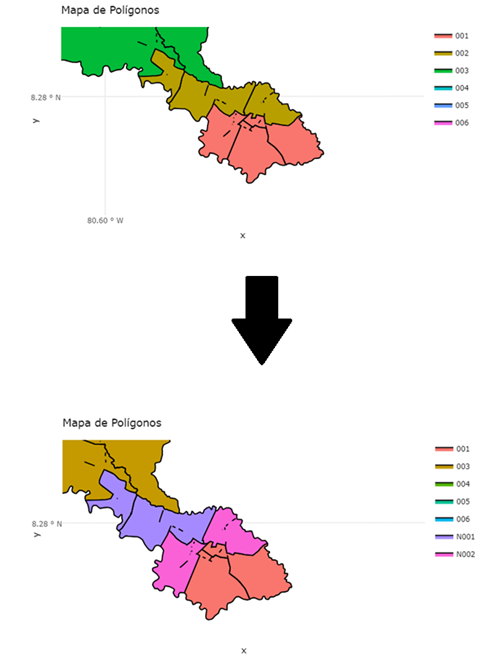 Mapa de Polígonos
001
002
003
004
005
006
8.28 ° N
y
80.60 ° W
x
Mapa de Polígonos
001
003
004
005
006
N001
N002
8.28 ° N
y
x